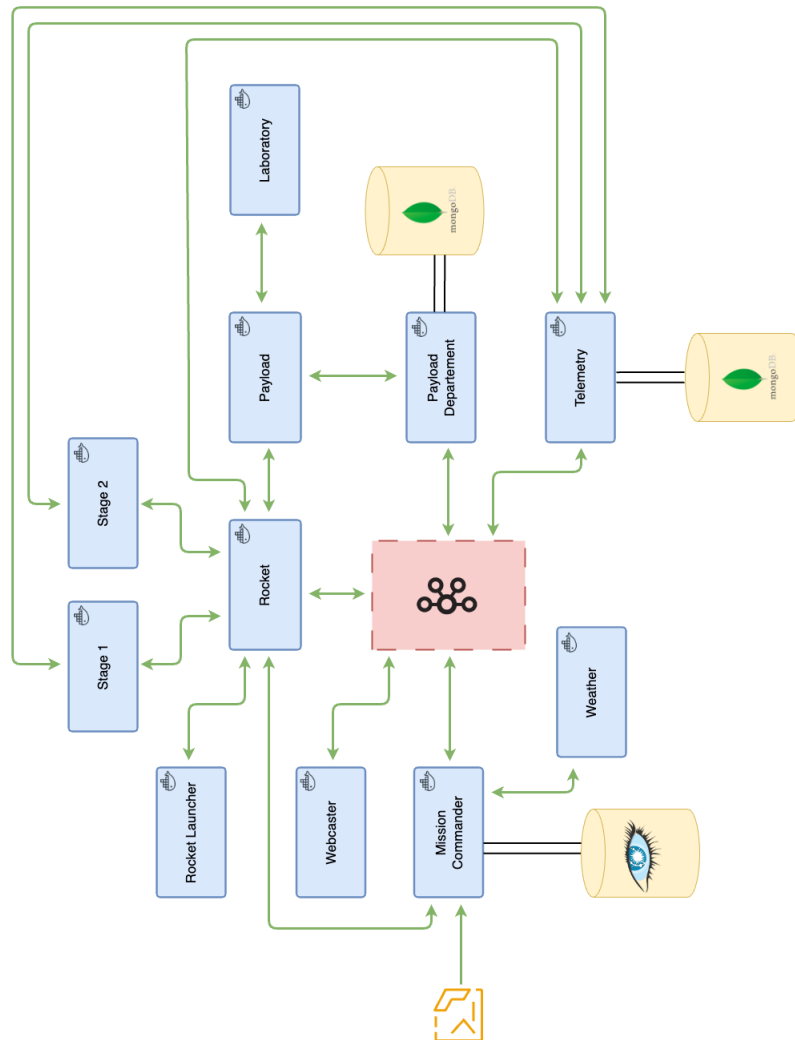 Stage 1
Stage 2
Rocket Launcher
Rocket
Payload
Laboratory
Webcaster
Mission
Commander
Payload
Departement
mongoDB
Weather
Telemetry
mongoDB